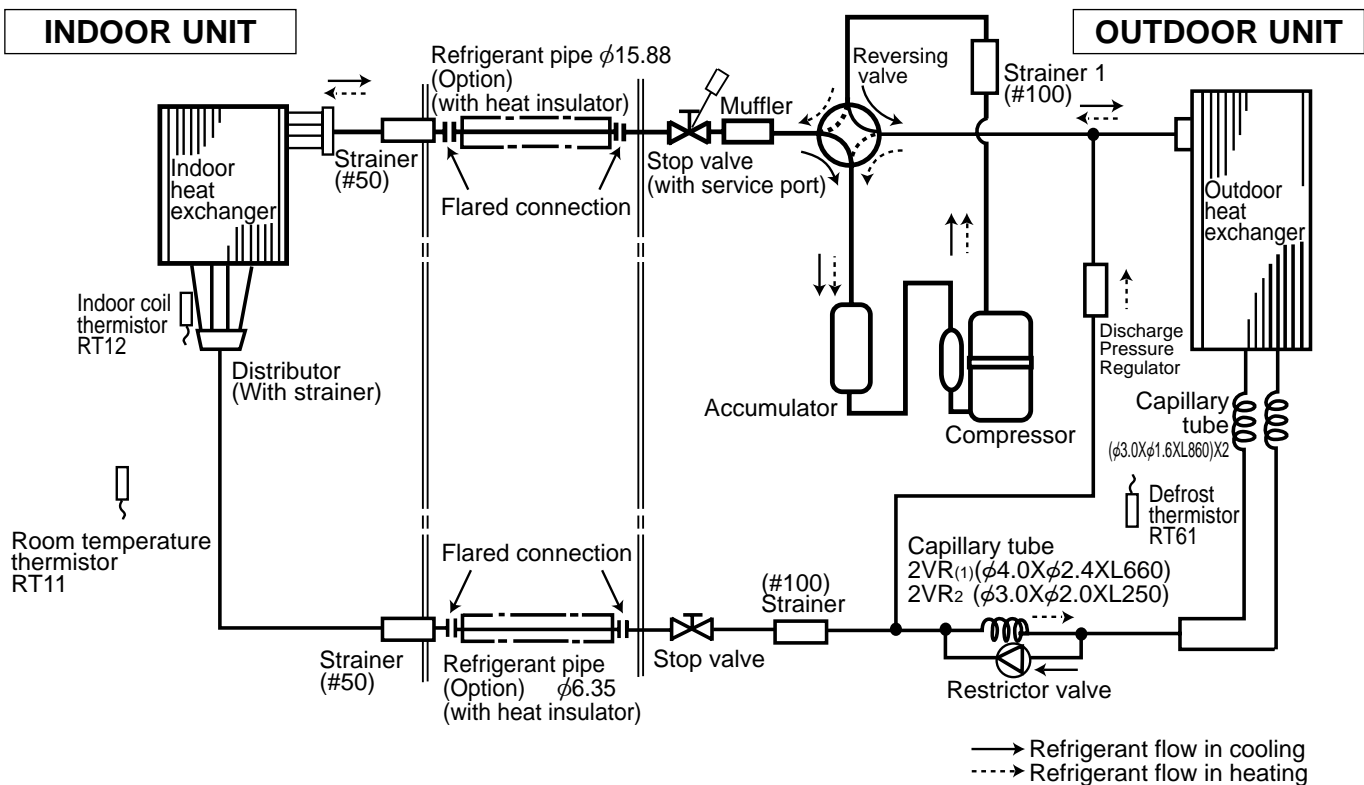 INDOOR UNIT
OUTDOOR UNIT
Refrigerant pipe ϕ15.88
(Option)
(with heat insulator)
Muffler
Reversing
valve
Strainer 1
(#100)
Strainer
(#50)
Stop valve
(with service port)
Flared connection
Indoor
heat
exchanger
Outdoor
heat
exchanger
Indoor coil
thermistor
RT12
Distributor
(With strainer)
Discharge
Pressure
Regulator
Accumulator
Compressor
Capillary
tube
(ϕ3.0Xϕ1.6XL860)X2
Defrost
thermistor
RT61
Room temperature
thermistor
RT11
Flared connection
Capillary tube
2VR(1)(ϕ4.0Xϕ2.4XL660)
2VR2 (ϕ3.0Xϕ2.0XL250)
(#100)
Strainer
Strainer
(#50)
Refrigerant pipe
(Option) ϕ6.35
(with heat insulator)
Stop valve
Restrictor valve
Refrigerant flow in cooling
Refrigerant flow in heating